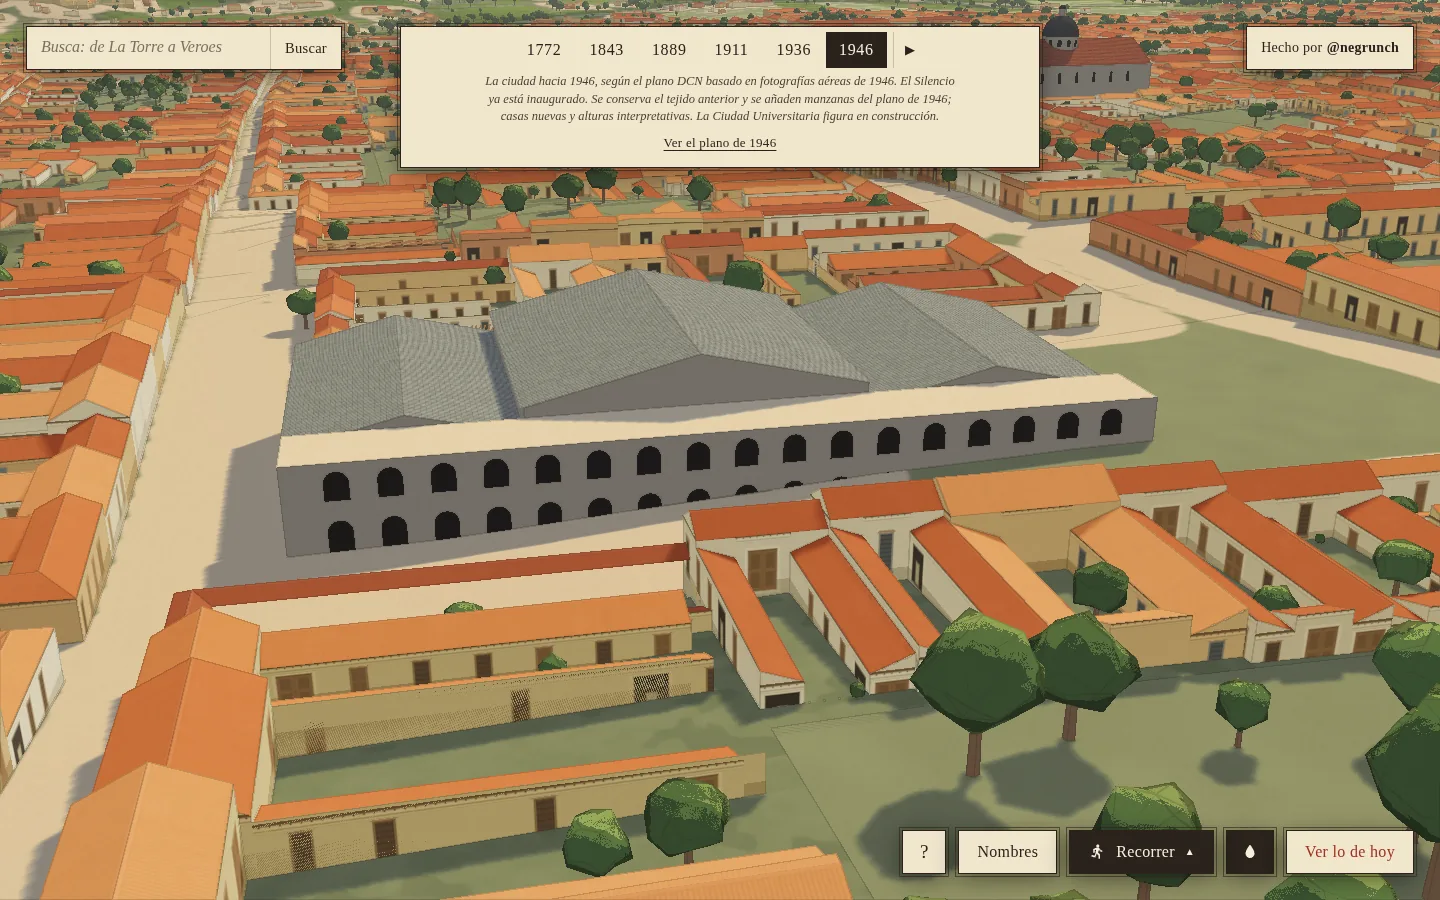 Busca: de La Torre a Veroes
Buscar
1772 1843 1889 1911 1936 1946
La ciudad hacia 1946, según el plano DCN basado en fotografías aéreas de 1946. El Silencio
ya está inaugurado. Se conserva el tejido anterior y se añaden manzanas del plano de 1946;
casas nuevas y alturas interpretativas. La Ciudad Universitaria figura en construcción.
Ver el plano de 1946
Hecho por @negrunch
?
Nombres
Recorrer
Ver lo de hoy